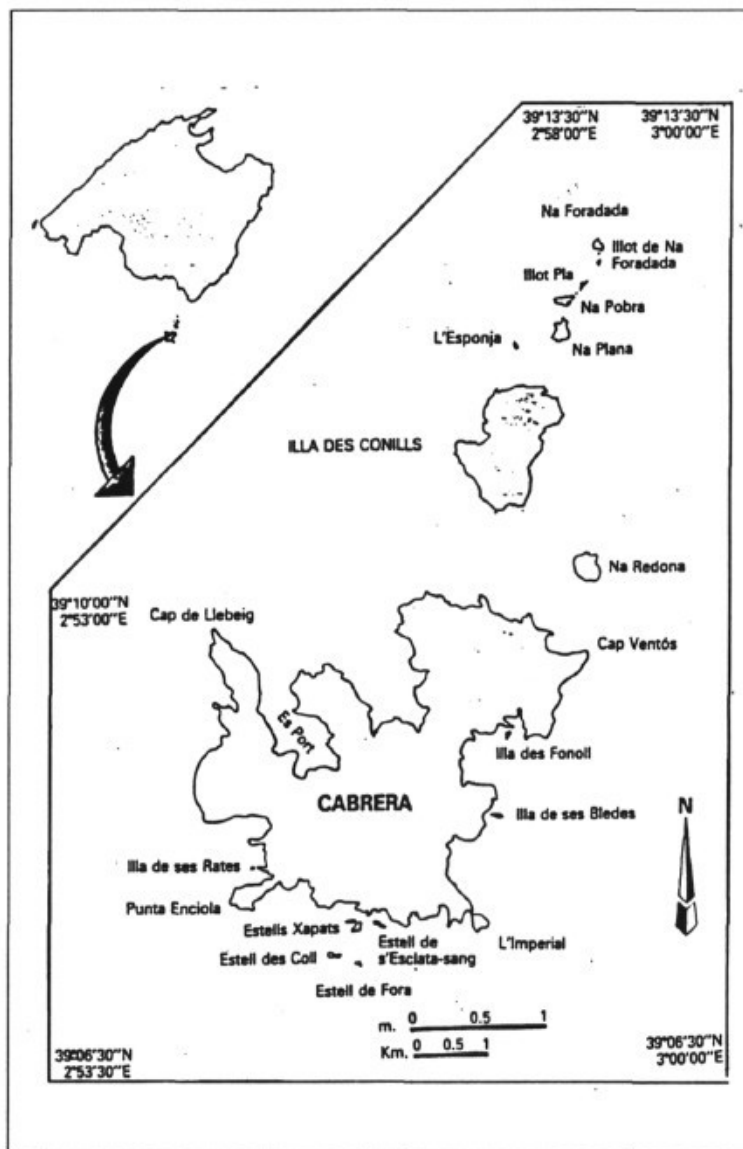 39°13'30"N 39°13'30"N
2°58'00"E 3°00'00"E
Na Foradada
Illot de Na
Foradada
Illot Pla
Na Pobra
L'Esponja
Na Plana
ILLA DES CONILLS
Na Redona
39°10'00"N
2°53'00"E
Cap de Llebeig
Cap Ventós
Es Port
Illa des Fonoll
CABRERA
N
Illa de ses Bledes
Illa de ses Rates
Punta Enciola
Estells Xapats
Estell de
s'Esclata-sang
L'Imperial
Estell des Coll
Estell de Fora
m. 0 0.5 1
Km. 0 0.5 1
39°06'30"N
2°53'30"E
39°06'30"N
3°00'00"E